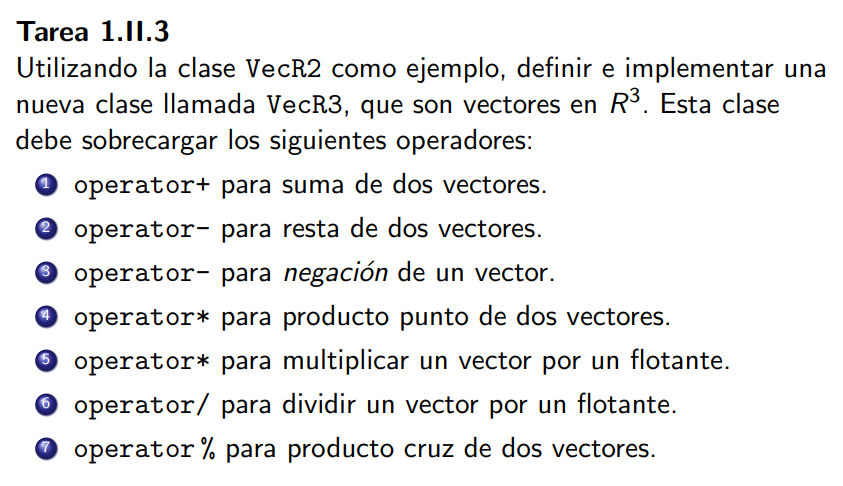 Tarea 1.II.3
Utilizando la clase VecR2 como ejemplo, definir e implementar una
nueva clase llamada VecR3, que son vectores en R³. Esta clase
debe sobrecargar los siguientes operadores:
1 operator+ para suma de dos vectores.
2 operator- para resta de dos vectores.
3 operator- para negación de un vector.
4 operator* para producto punto de dos vectores.
5 operator* para multiplicar un vector por un flotante.
6 operator/ para dividir un vector por un flotante.
7 operator% para producto cruz de dos vectores.